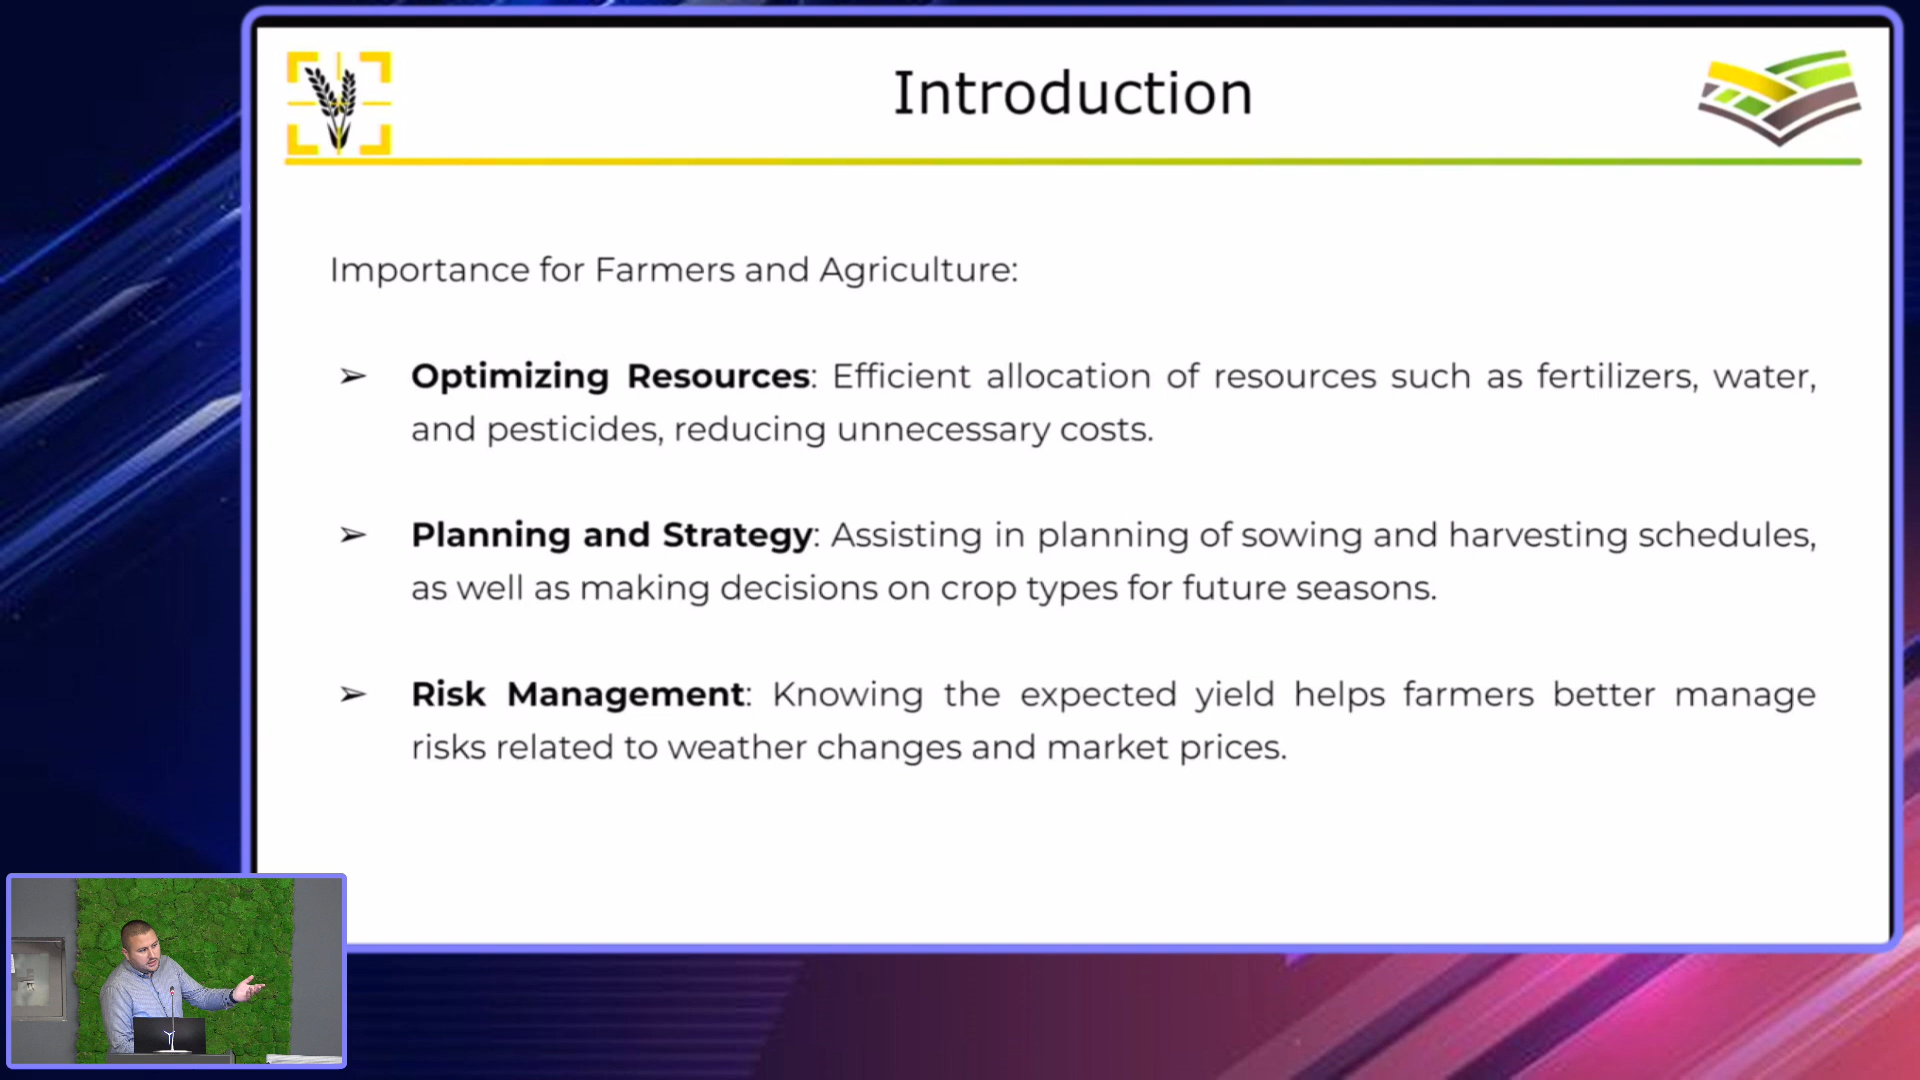 Introduction
Importance for Farmers and Agriculture:
➢ Optimizing Resources: Efficient allocation of resources such as fertilizers, water,
and pesticides, reducing unnecessary costs.
➢ Planning and Strategy: Assisting in planning of sowing and harvesting schedules,
as well as making decisions on crop types for future seasons.
➢ Risk Management: Knowing the expected yield helps farmers better manage
risks related to weather changes and market prices.